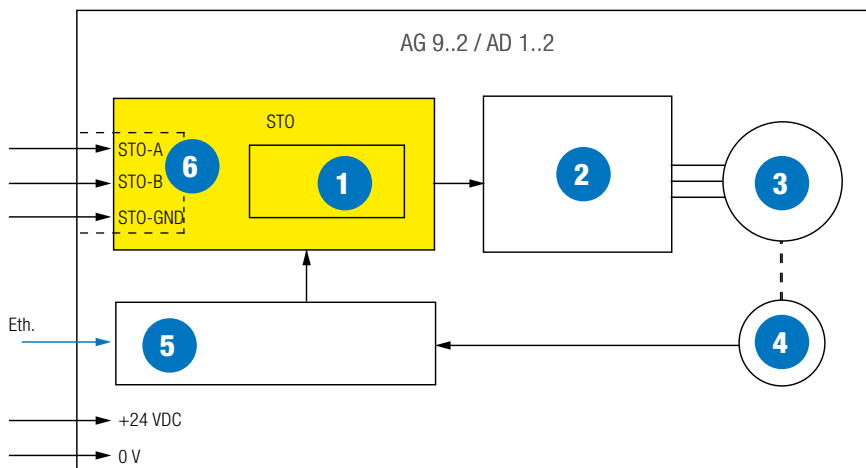 AG 9..2 / AD 1..2
STO
STO-A
6
STO-B
1
2
3
STO-GND
Eth.
5
4
+24 VDC
0 V